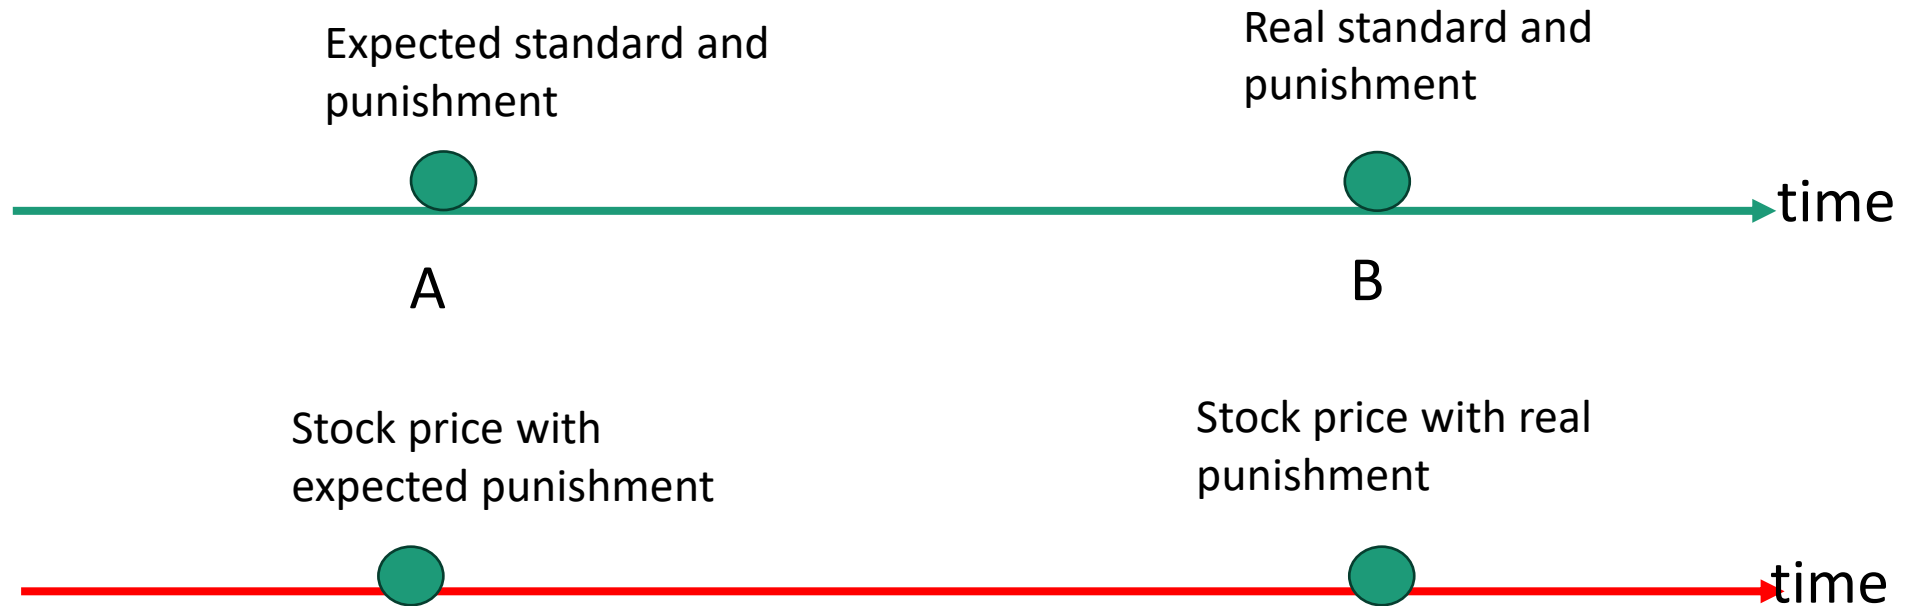 Expected standard and
punishment
Real standard and
punishment
time
A
B
Stock price with
expected punishment
Stock price with real
punishment
time